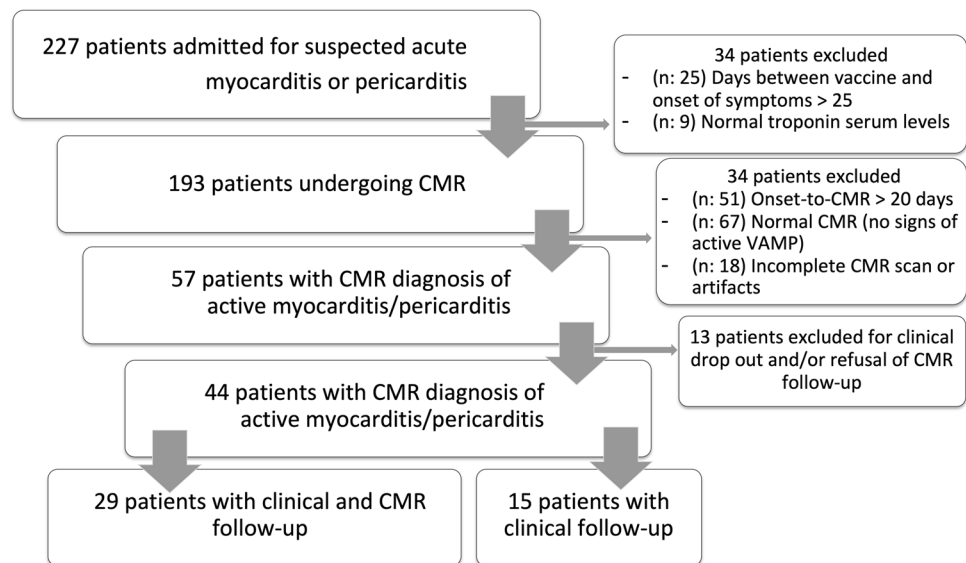 227 patients admitted for suspected acute
myocarditis or pericarditis
34 patients excluded
- (n: 25) Days between vaccine and
onset of symptoms > 25
- (n: 9) Normal troponin serum levels
193 patients undergoing CMR
34 patients excluded
- (n: 51) Onset-to-CMR > 20 days
- (n: 67) Normal CMR (no signs of
active VAMP)
- (n: 18) Incomplete CMR scan or
artifacts
57 patients with CMR diagnosis of
active myocarditis/pericarditis
13 patients excluded for clinical
drop out and/or refusal of CMR
follow-up
44 patients with CMR diagnosis of
active myocarditis/pericarditis
29 patients with clinical and CMR
follow-up
15 patients with
clinical follow-up